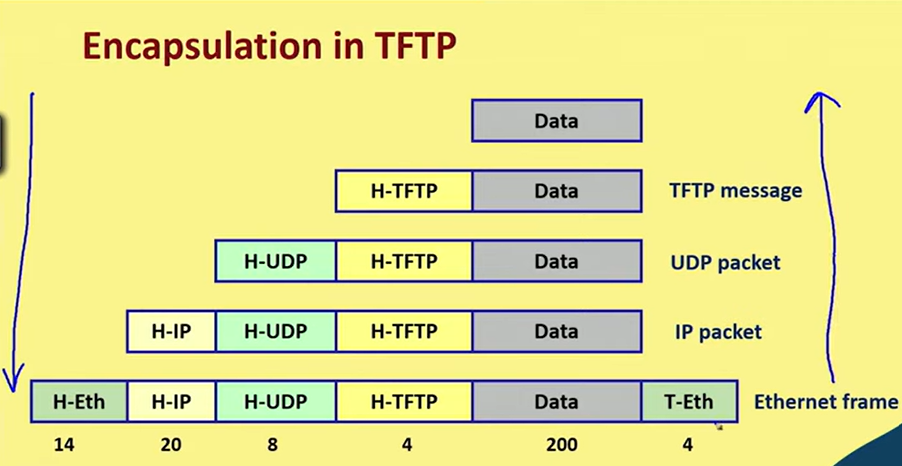 Encapsulation in TFTP
Data
H-TFTP Data TFTP message
H-UDP H-TFTP Data UDP packet
H-IP H-UDP H-TFTP Data IP packet
H-Eth H-IP H-UDP H-TFTP Data T-Eth Ethernet frame
14 20 8 4 200 4